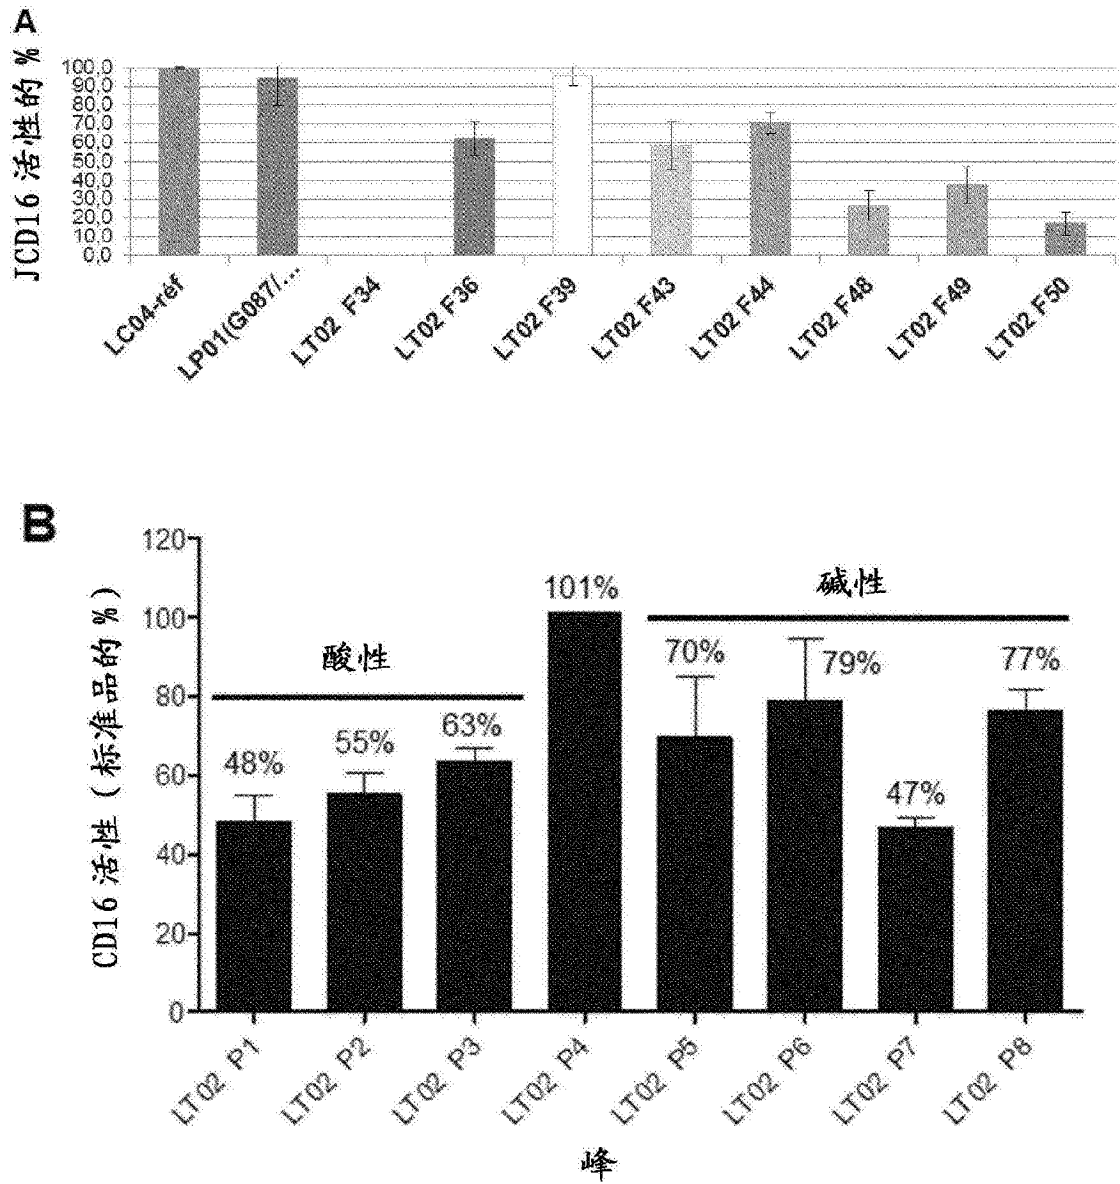 A
JCD16 活性的 %
100,0
90,0
80,0
70,0
60,0
50,0
40,0
30,0
20,0
10,0
0,0
LC04-réf
LP01(G087/...
LT02 F34
LT02 F36
LT02 F39
LT02 F43
LT02 F44
LT02 F48
LT02 F49
LT02 F50
B
CD16 活性（标准品的 %）
120
100
80
60
40
20
0
酸性
碱性
48%
55%
63%
101%
70%
79%
47%
77%
LT02 P1
LT02 P2
LT02 P3
LT02 P4
LT02 P5
LT02 P6
LT02 P7
LT02 P8
峰